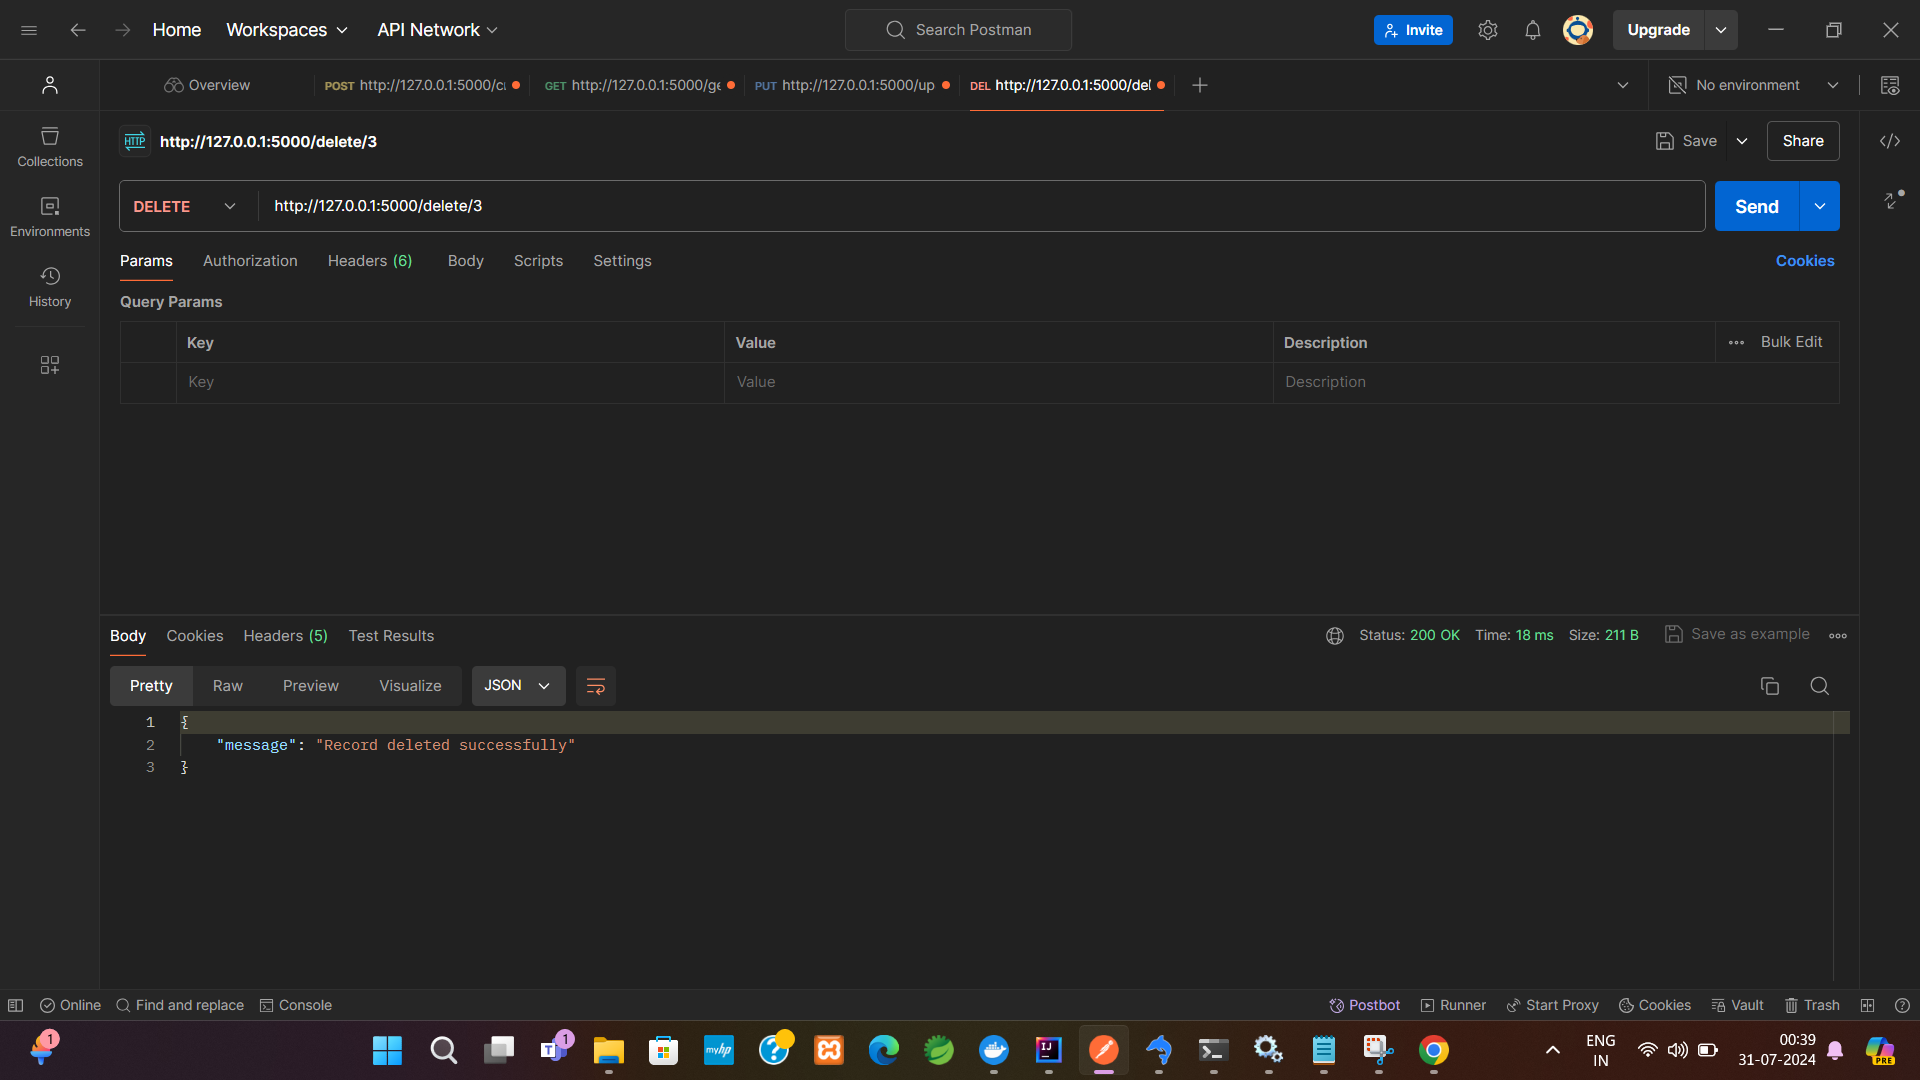 Home Workspaces API Network Search Postman Invite Upgrade
Overview POST http://127.0.0.1:5000/c GET http://127.0.0.1:5000/ge PUT http://127.0.0.1:5000/up DEL http://127.0.0.1:5000/del No environment
HTTP http://127.0.0.1:5000/delete/3 Save Share
Collections
DELETE http://127.0.0.1:5000/delete/3 Send
Environments
Params Authorization Headers (6) Body Scripts Settings Cookies
History
Query Params
Key Value Description Bulk Edit
Key Value Description
Body Cookies Headers (5) Test Results Status: 200 OK Time: 18 ms Size: 211 B Save as example
Pretty Raw Preview Visualize JSON
1 {
2 "message": "Record deleted successfully"
3 }
Online Find and replace Console Postbot Runner Start Proxy Cookies Vault Trash
1 T 1 myhp ? IJ ENG 00:39 PRE
IN 31-07-2024